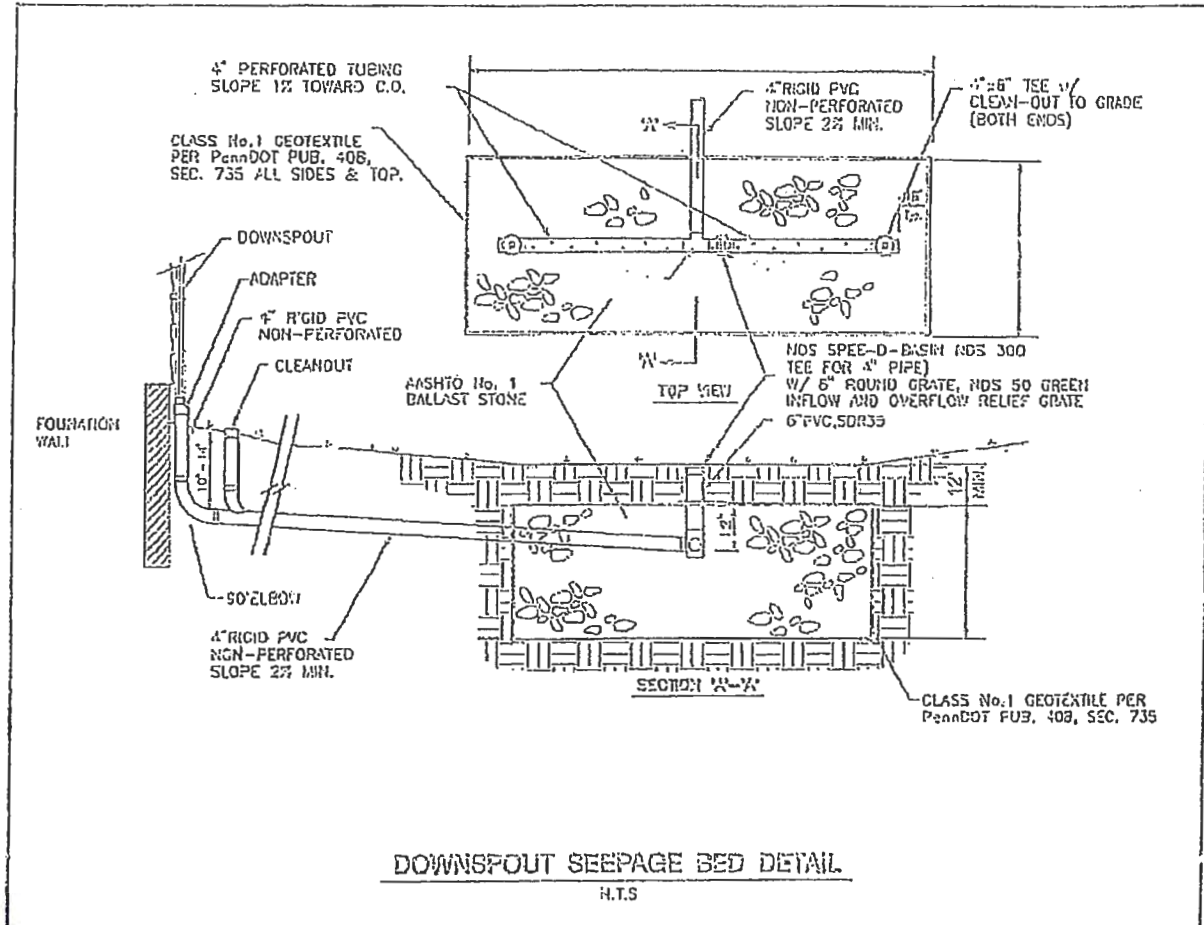 4" PERFORATED TUBING
SLOPE 1% TOWARD C.O.
4" RIGID PVC
NON-PERFORATED
SLOPE 2% MIN.
TEE W/
CLEAN-OUT TO GRADE
(BOTH ENDS)
CLASS No.1 GEOTEXTILE
PER PennDOT PUB. 408,
SEC. 735 ALL SIDES & TOP.
"A"
DOWNSPOUT
ADAPTER
4" RIGID PVC
NON-PERFORATED
CLEANOUT
FOUNATION
WALL
10"-14"
AASHTO No. 1
BALLAST STONE
"A"
TOP VIEW
NDS SPEE-D-BASIN NDS 300
TEE FOR 4" PIPE)
W/ 6" ROUND GRATE, NDS 50 GREEN
INFLOW AND OVERFLOW RELIEF GRATE
6" PVC, SDR35
12"
MIN.
12"
90° ELBOW
4" RIGID PVC
NON-PERFORATED
SLOPE 2% MIN.
SECTION "A"-"A"
CLASS No.1 GEOTEXTILE PER
PennDOT PUB. 408, SEC. 735
DOWNSPOUT SEEPAGE BED DETAIL
N.T.S